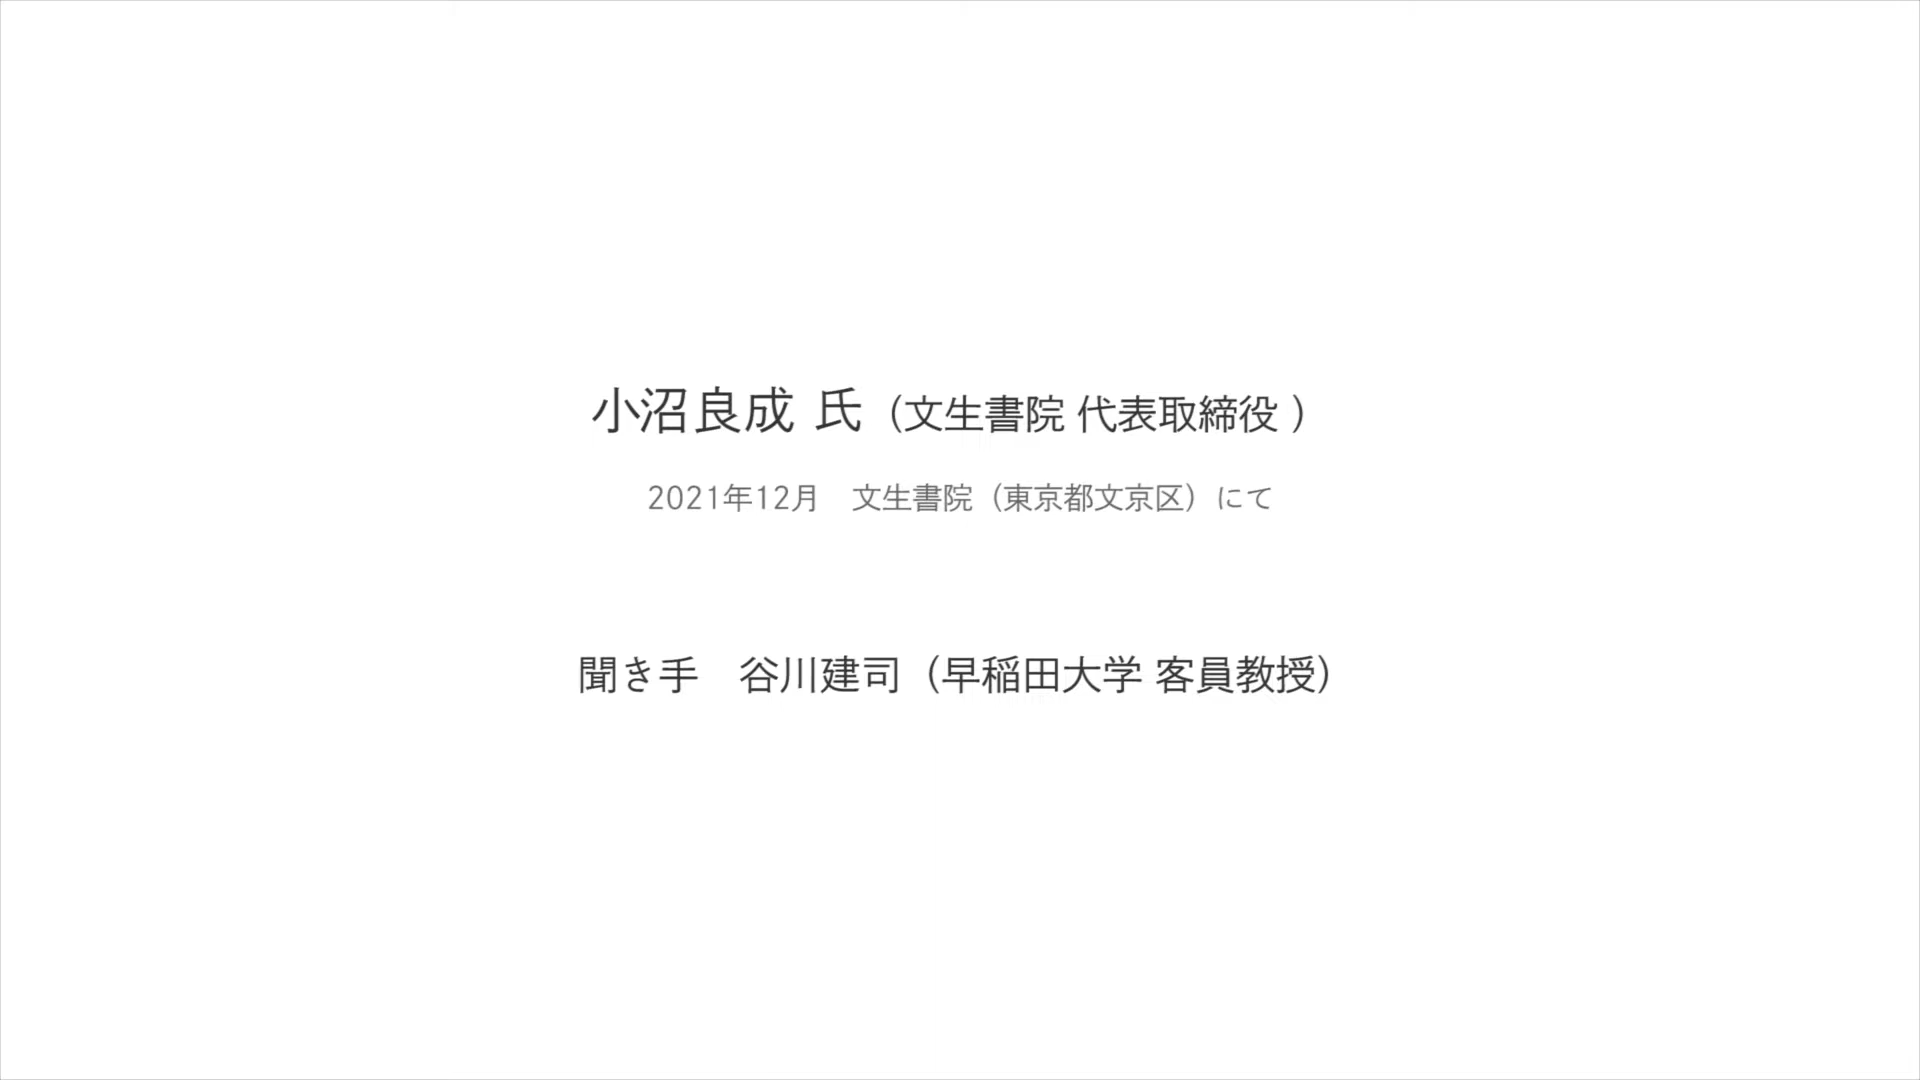 小沼良成 氏（文生書院 代表取締役 ）
2021年12月　文生書院（東京都文京区）にて
聞き手　谷川建司（早稲田大学 客員教授）